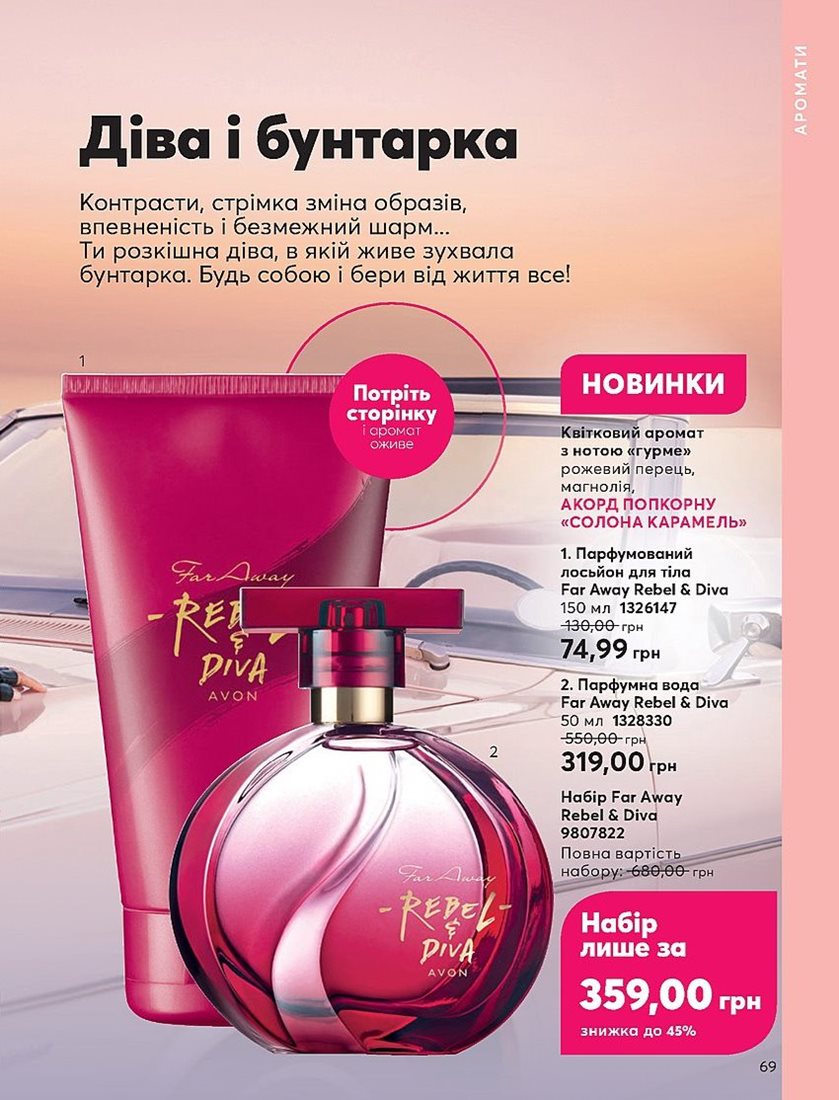 АРОМАТИ
Діва і бунтарка
Контрасти, стрімка зміна образів,
впевненість і безмежний шарм...
Ти розкішна діва, в якій живе зухвала
бунтарка. Будь собою і бери від життя все!
1
Потріть
сторінку
і аромат
оживе
НОВИНКИ
Квітковий аромат
з нотою «гурме»
рожевий перець,
магнолія,
АКОРД ПОПКОРНУ
«СОЛОНА КАРАМЕЛЬ»
1. Парфумований
лосьйон для тіла
Far Away Rebel & Diva
150 мл 1326147
130,00 грн
74,99 грн
2. Парфумна вода
Far Away Rebel & Diva
50 мл 1328330
550,00 грн
319,00 грн
Набір Far Away
Rebel & Diva
9807822
Повна вартість
набору: 680,00 грн
Набір
лише за
359,00 грн
знижка до 45%
Far Away
&
DIVA
AVON
2
Far Away
-REBEL-
&
DIVA
AVON
69